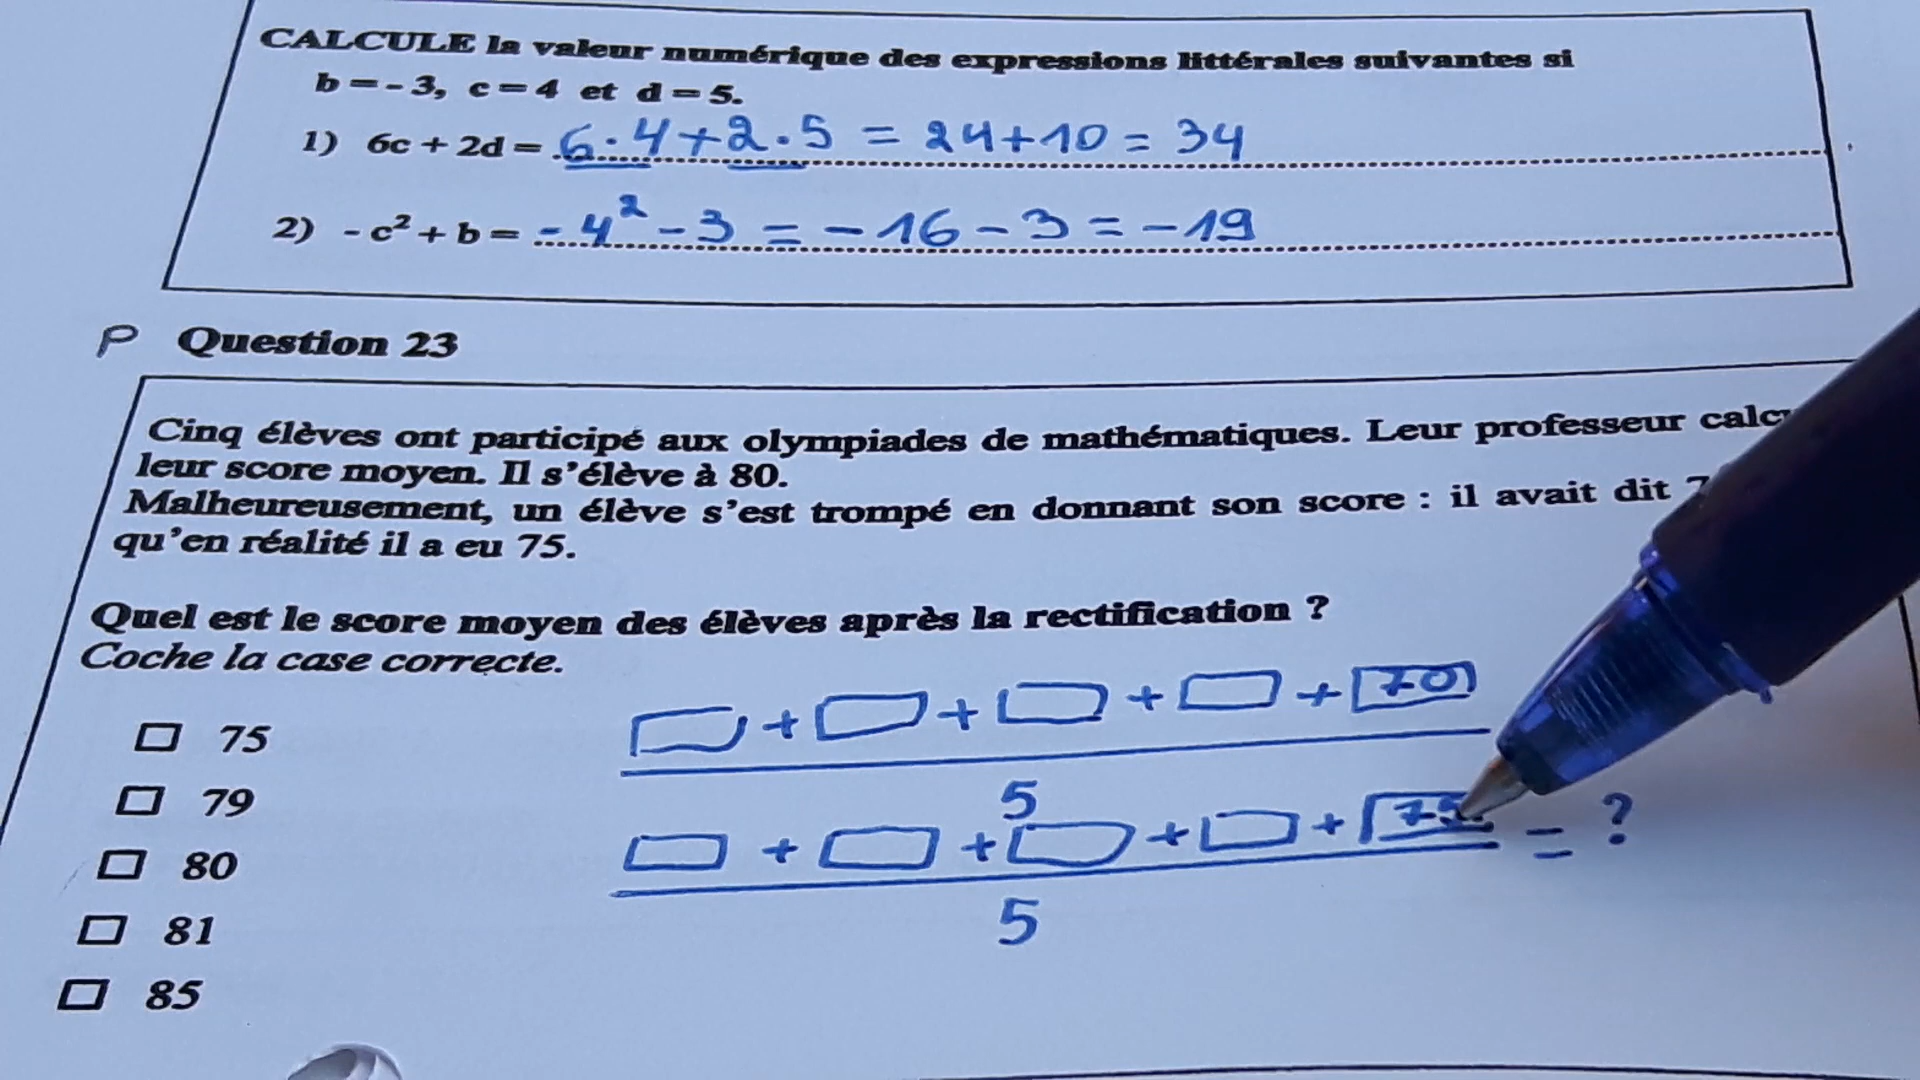 CALCULE la valeur numérique des expressions littérales suivantes si
b = - 3, c = 4 et d = 5.
1) 6c + 2d = 6·4+2·5 = 24+10 = 34
2) - c² + b = -4² -3 = -16 -3 = -19
P Question 23
Cinq élèves ont participé aux olympiades de mathématiques. Leur professeur
leur score moyen. Il s'élève à 80.
Malheureusement, un élève s'est trompé en donnant son score : il avait dit
qu'en réalité il a eu 75.
Quel est le score moyen des élèves après la rectification ?
Coche la case correcte.
□ + □ + □ + □ + 70
□ 75
5
□ 79
□ + □ + □ + □ + 75 = ?
□ 80
5
□ 81
□ 85